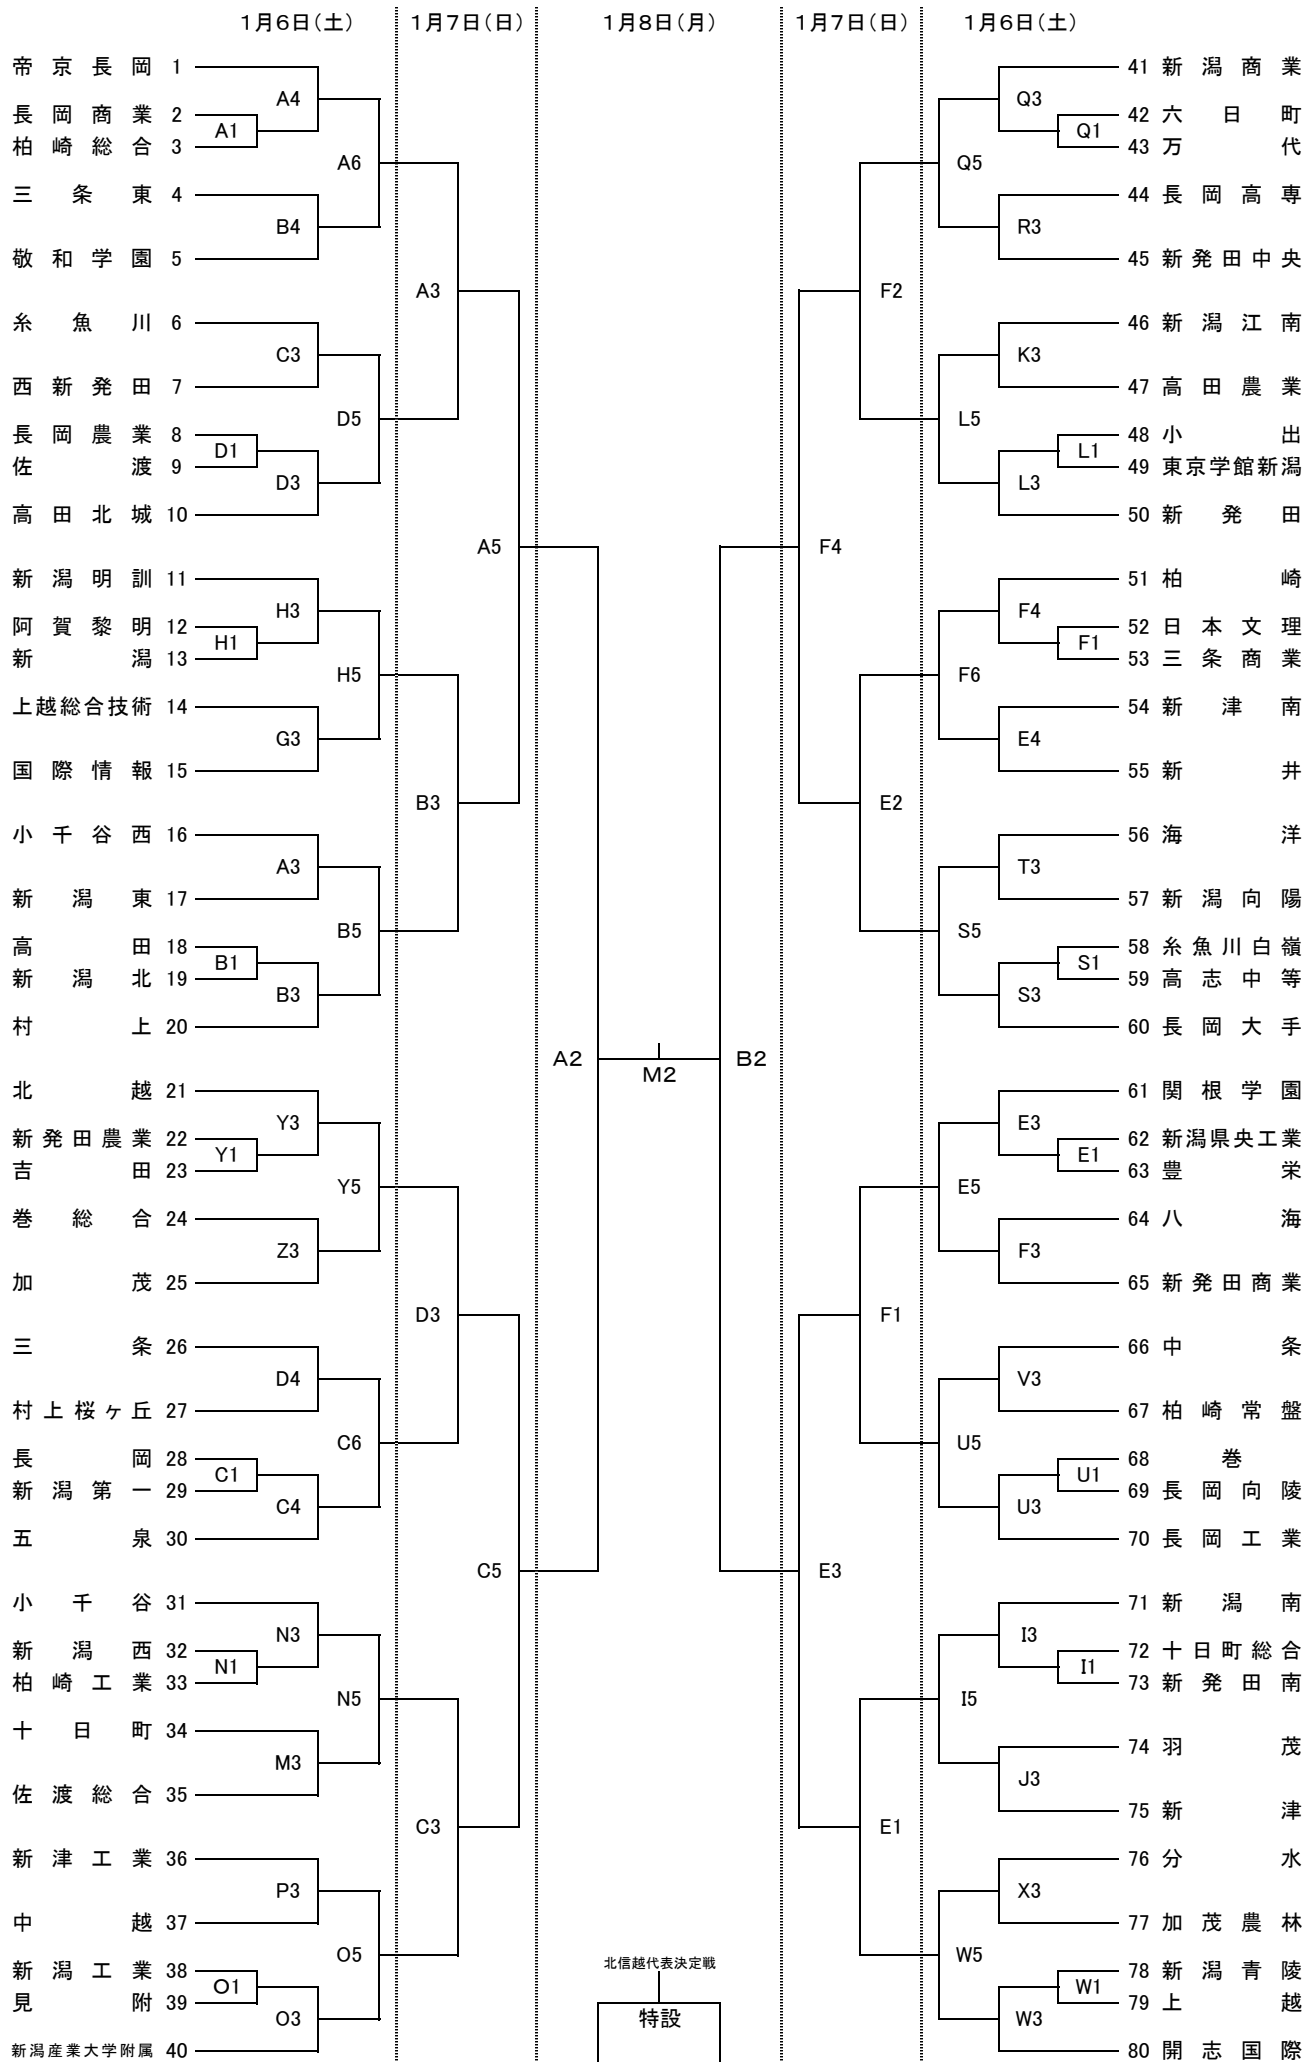 1月6日(土) 1月7日(日) 1月8日(月) 1月7日(日) 1月6日(土)
帝京長岡 1
A4
長岡商業 2
A1
柏崎総合 3
A6
三条東 4
B4
敬和学園 5
A3
糸魚川 6
C3
西新発田 7
D5
長岡農業 8
D1
佐渡 9
D3
高田北城 10
A5
新潟明訓 11
H3
阿賀黎明 12
H1
新潟 13
H5
上越総合技術 14
G3
国際情報 15
B3
小千谷西 16
A3
新潟東 17
B5
高田 18
B1
新潟北 19
B3
村上 20
A2
M2
B2
北越 21
Y3
新発田農業 22
Y1
吉田 23
Y5
巻総合 24
Z3
加茂 25
D3
三条 26
D4
村上桜ヶ丘 27
C6
長岡 28
C1
新潟第一 29
C4
五泉 30
C5
小千谷 31
N3
新潟西 32
N1
柏崎工業 33
N5
十日町 34
M3
佐渡総合 35
C3
新津工業 36
P3
中越 37
O5
新潟工業 38
O1
見附 39
O3
新潟産業大学附属 40
41 新潟商業
Q3
42 六日町
Q1
43 万代
Q5
44 長岡高専
R3
45 新発田中央
F2
46 新潟江南
K3
47 高田農業
L5
48 小出
L1
49 東京学館新潟
L3
50 新発田
F4
51 柏崎
F4
52 日本文理
F1
53 三条商業
F6
54 新津南
E4
55 新井
E2
56 海洋
T3
57 新潟向陽
S5
58 糸魚川白嶺
S1
59 高志中等
S3
60 長岡大手
61 関根学園
E3
62 新潟県央工業
E1
63 豊栄
E5
64 八海
F3
65 新発田商業
F1
66 中条
V3
67 柏崎常盤
U5
68 巻
U1
69 長岡向陵
U3
70 長岡工業
E3
71 新潟南
I3
72 十日町総合
I1
73 新発田南
I5
74 羽茂
J3
75 新津
E1
76 分水
X3
77 加茂農林
W5
78 新潟青陵
W1
79 上越
W3
80 開志国際
北信越代表決定戦
特設